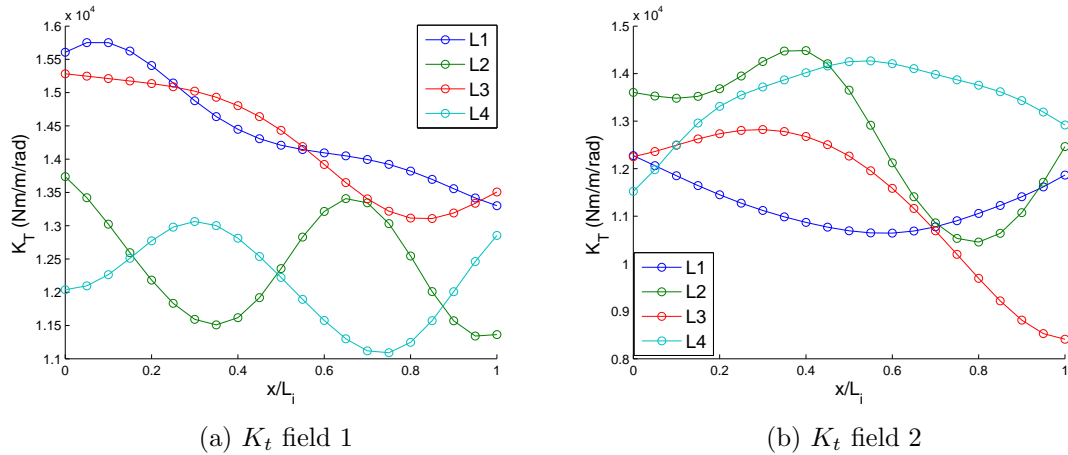 x 10⁴
1.6
1.55
1.5
1.45
1.4
1.35
1.3
1.25
1.2
1.15
1.1
K_T (Nm/m/rad)
0 0.2 0.4 0.6 0.8 1
x/L_i
L1
L2
L3
L4
(a) K_t field 1
x 10⁴
1.5
1.4
1.3
1.2
1.1
1
0.9
0.8
K_T (Nm/m/rad)
0 0.2 0.4 0.6 0.8 1
x/L_i
L1
L2
L3
L4
(b) K_t field 2